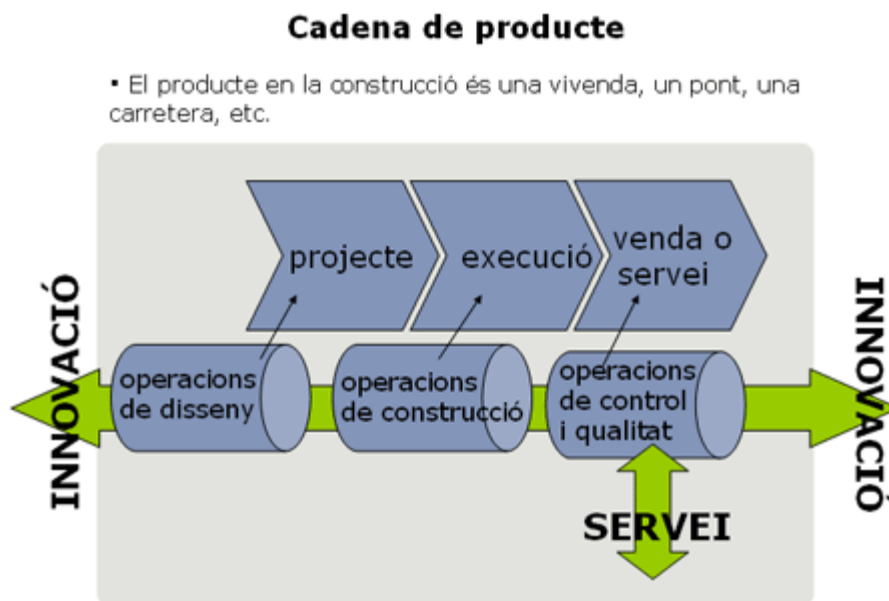 Cadena de producte
▪ El producte en la construcció és una vivenda, un pont, una
carretera, etc.
projecte
execució
venda o
servei
INNOVACIÓ
operacions
de disseny
operacions
de construcció
operacions
de control
i qualitat
INNOVACIÓ
SERVEI